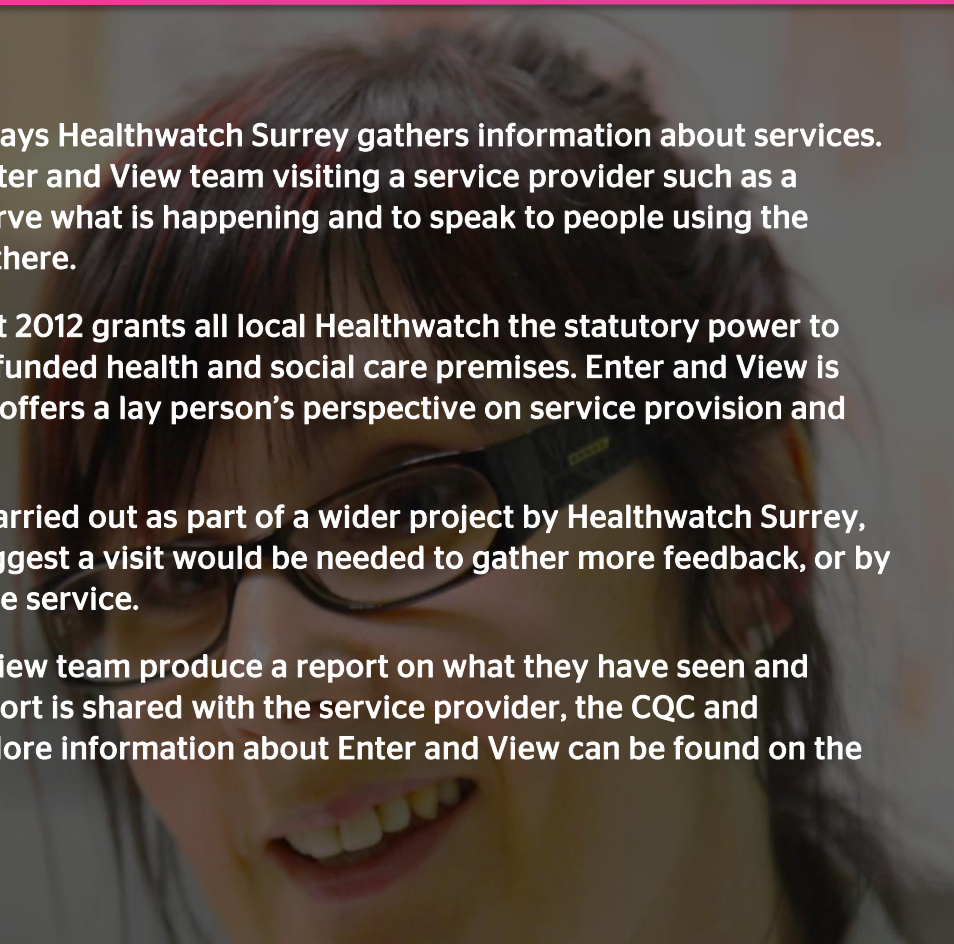 ays Healthwatch Surrey gathers information about services.
ter and View team visiting a service provider such as a
rve what is happening and to speak to people using the
there.
t 2012 grants all local Healthwatch the statutory power to
funded health and social care premises. Enter and View is
offers a lay person's perspective on service provision and
arried out as part of a wider project by Healthwatch Surrey,
ggest a visit would be needed to gather more feedback, or by
e service.
iew team produce a report on what they have seen and
ort is shared with the service provider, the CQC and
ore information about Enter and View can be found on the